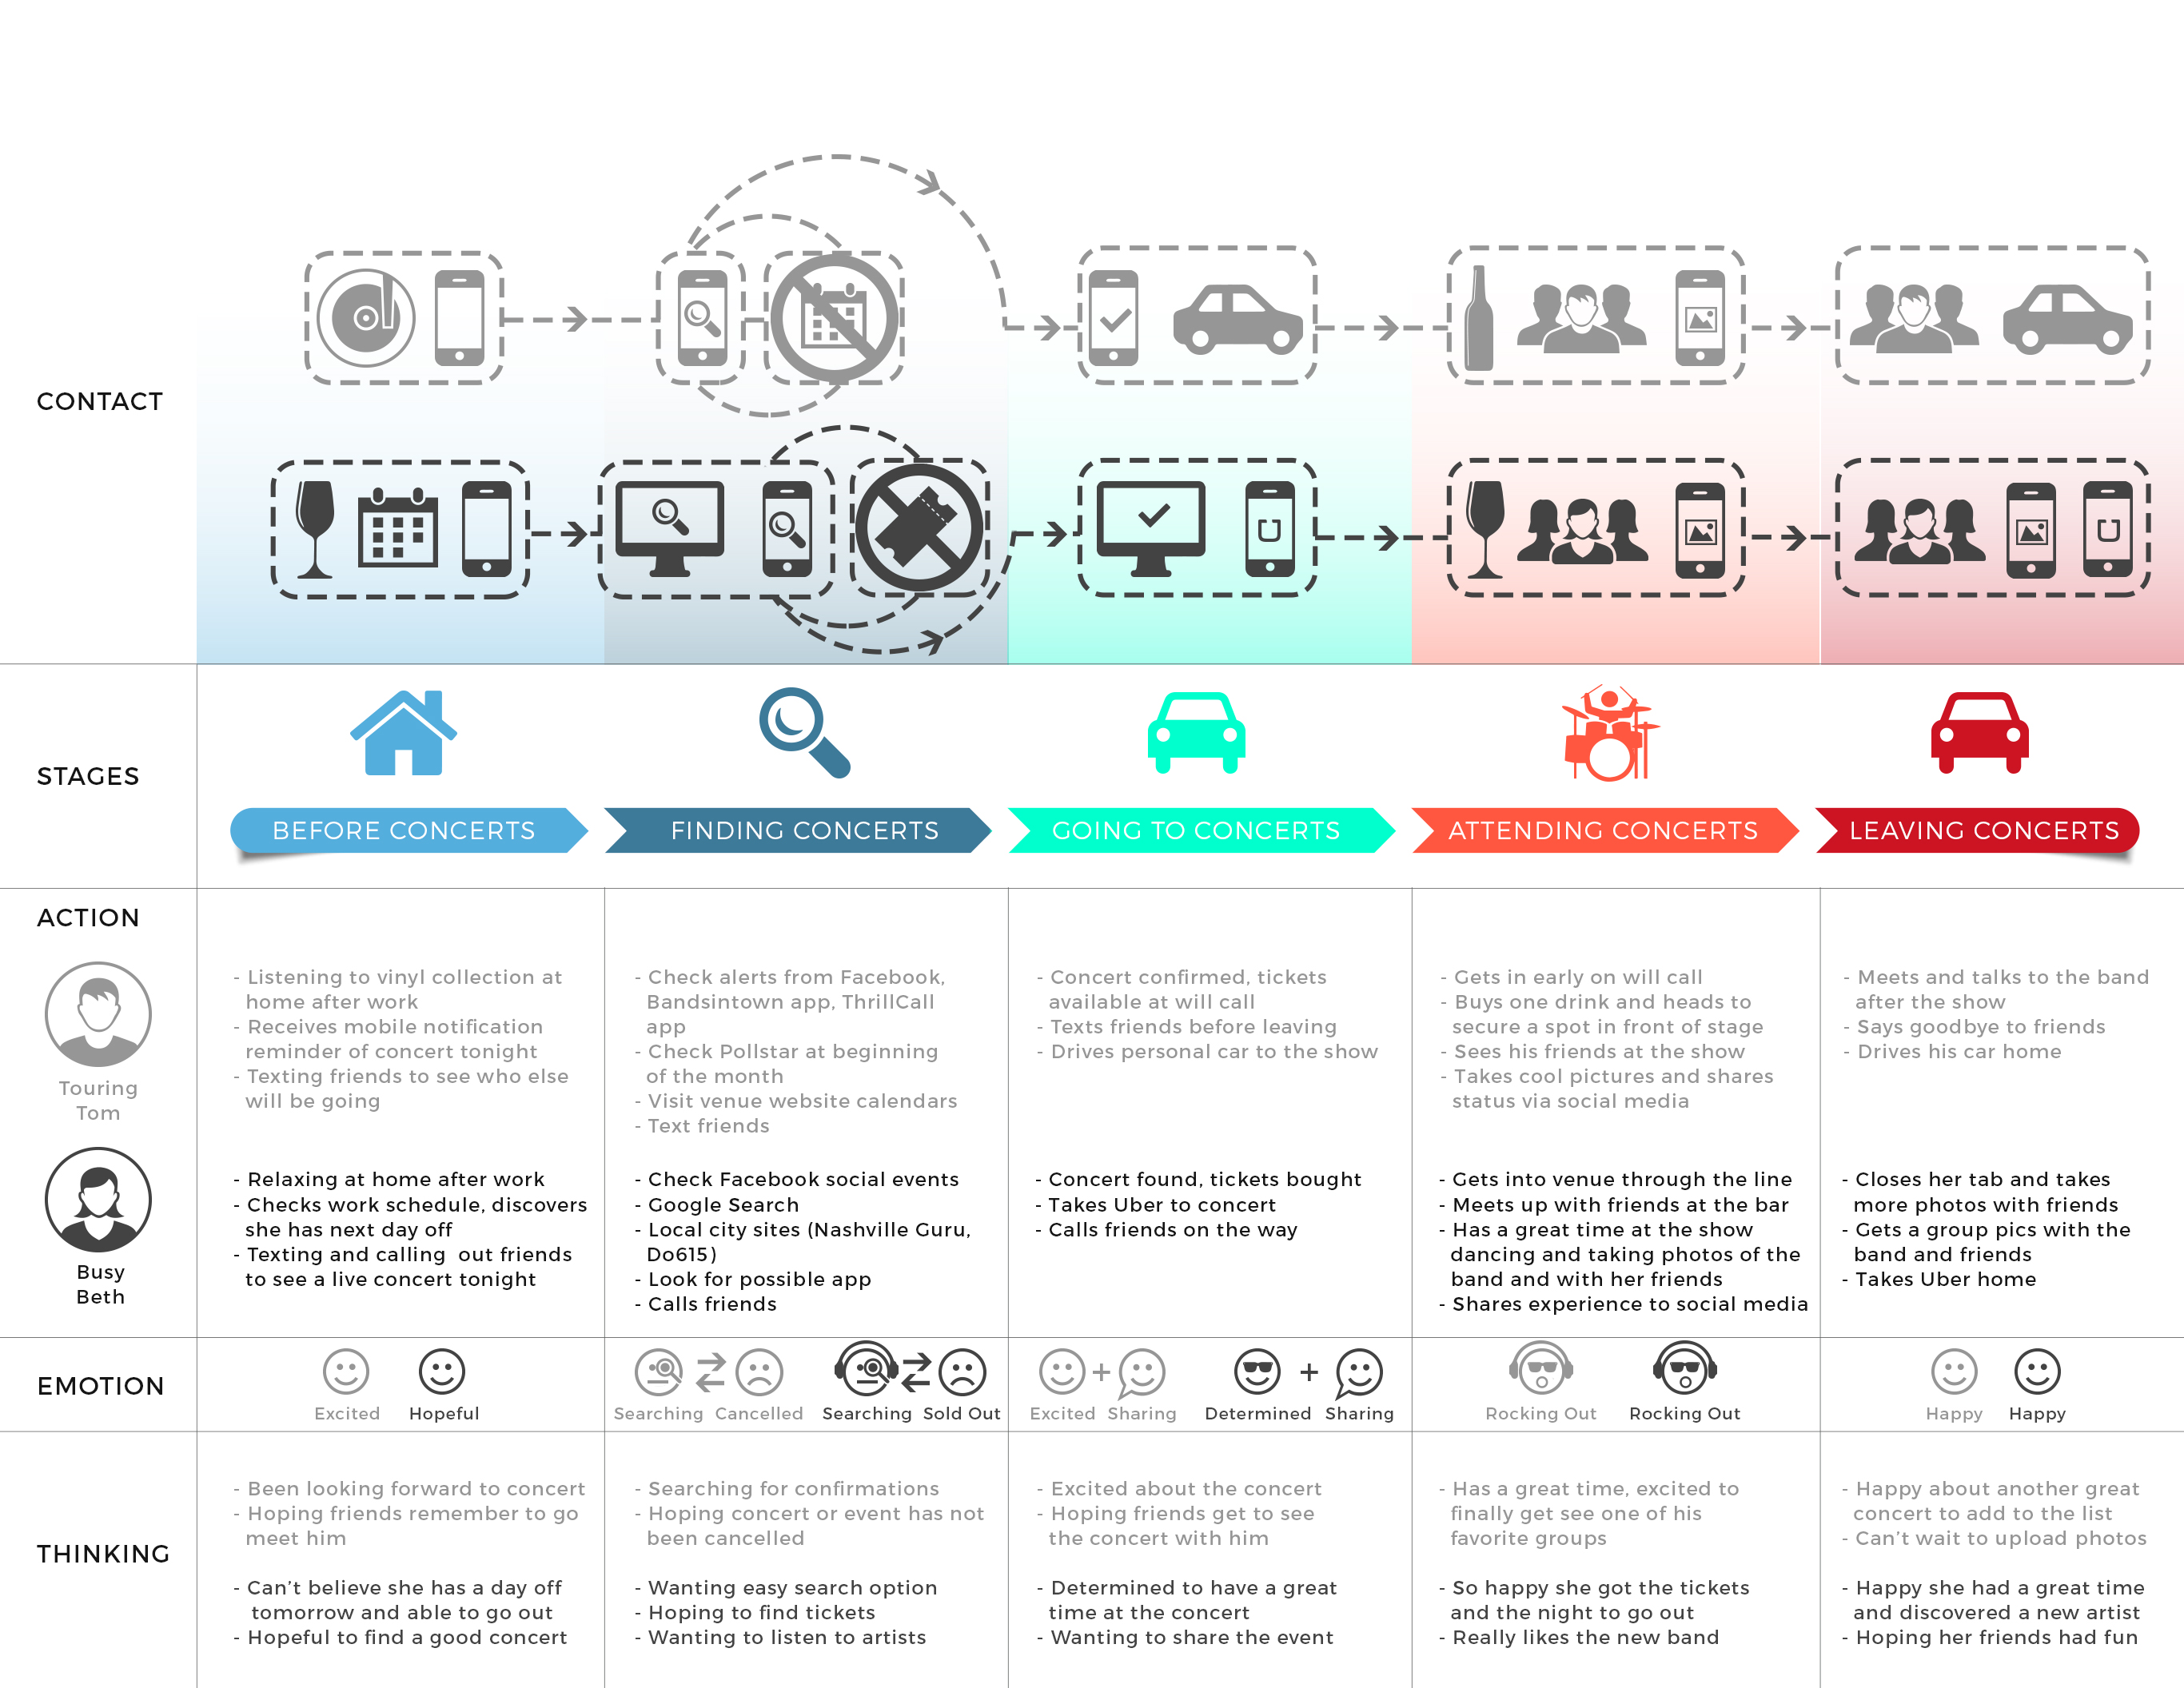 CONTACT
STAGES
BEFORE CONCERTS
FINDING CONCERTS
GOING TO CONCERTS
ATTENDING CONCERTS
LEAVING CONCERTS
ACTION
Touring
Tom
- Listening to vinyl collection at
home after work
- Receives mobile notification
reminder of concert tonight
- Texting friends to see who else
will be going
- Check alerts from Facebook,
Bandsintown app, ThrillCall
app
- Check Pollstar at beginning
of the month
- Visit venue website calendars
- Text friends
- Concert confirmed, tickets
available at will call
- Texts friends before leaving
- Drives personal car to the show
- Gets in early on will call
- Buys one drink and heads to
secure a spot in front of stage
- Sees his friends at the show
- Takes cool pictures and shares
status via social media
- Meets and talks to the band
after the show
- Says goodbye to friends
- Drives his car home
Busy
Beth
- Relaxing at home after work
- Checks work schedule, discovers
she has next day off
- Texting and calling out friends
to see a live concert tonight
- Check Facebook social events
- Google Search
- Local city sites (Nashville Guru,
Do615)
- Look for possible app
- Calls friends
- Concert found, tickets bought
- Takes Uber to concert
- Calls friends on the way
- Gets into venue through the line
- Meets up with friends at the bar
- Has a great time at the show
dancing and taking photos of the
band and with her friends
- Shares experience to social media
- Closes her tab and takes
more photos with friends
- Gets a group pics with the
band and friends
- Takes Uber home
EMOTION
Excited
Hopeful
Searching
Cancelled
Searching
Sold Out
Excited
+
Sharing
Determined
+
Sharing
Rocking Out
Rocking Out
Happy
Happy
THINKING
- Been looking forward to concert
- Hoping friends remember to go
meet him
- Can't believe she has a day off
tomorrow and able to go out
- Hopeful to find a good concert
- Searching for confirmations
- Hoping concert or event has not
been cancelled
- Wanting easy search option
- Hoping to find tickets
- Wanting to listen to artists
- Excited about the concert
- Hoping friends get to see
the concert with him
- Determined to have a great
time at the concert
- Wanting to share the event
- Has a great time, excited to
finally get see one of his
favorite groups
- So happy she got the tickets
and the night to go out
- Really likes the new band
- Happy about another great
concert to add to the list
- Can't wait to upload photos
- Happy she had a great time
and discovered a new artist
- Hoping her friends had fun